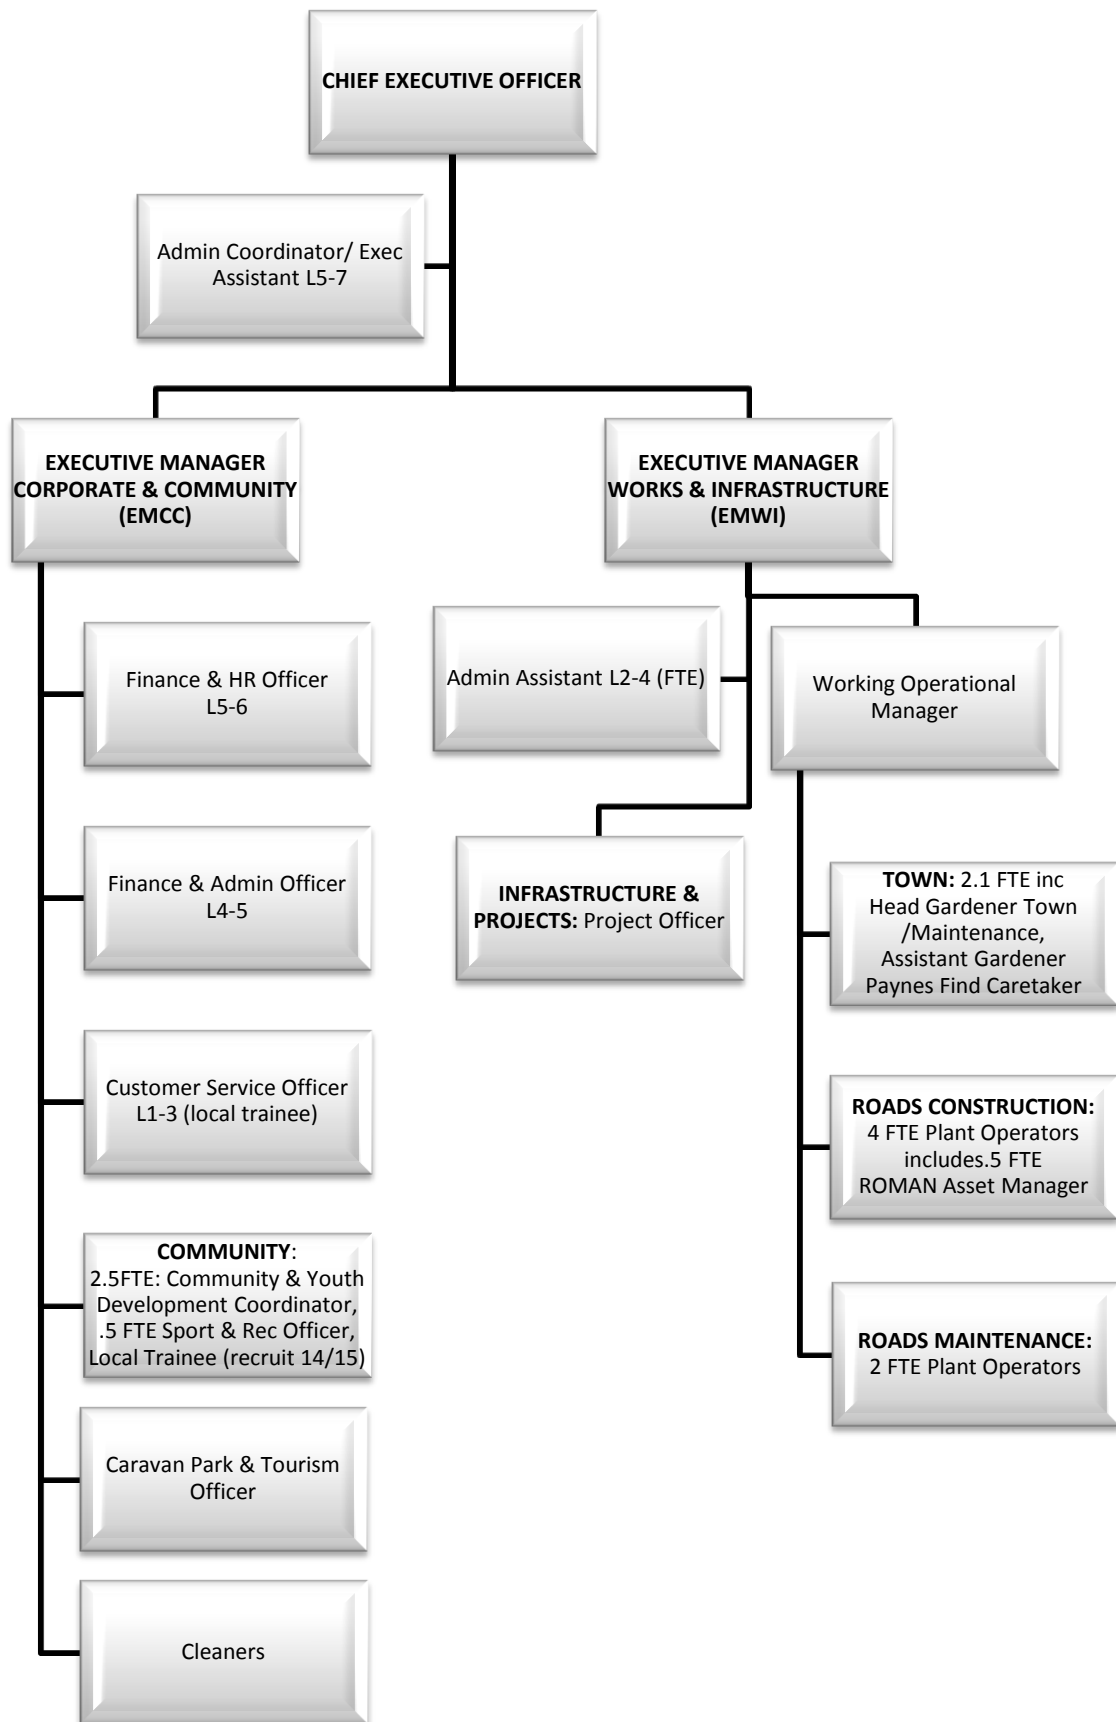 CHIEF EXECUTIVE OFFICER
Admin Coordinator/ Exec
Assistant L5-7
EXECUTIVE MANAGER
CORPORATE & COMMUNITY
(EMCC)
EXECUTIVE MANAGER
WORKS & INFRASTRUCTURE
(EMWI)
Finance & HR Officer
L5-6
Finance & Admin Officer
L4-5
Customer Service Officer
L1-3 (local trainee)
COMMUNITY:
2.5FTE: Community & Youth
Development Coordinator,
.5 FTE Sport & Rec Officer,
Local Trainee (recruit 14/15)
Caravan Park & Tourism
Officer
Cleaners
Admin Assistant L2-4 (FTE)
INFRASTRUCTURE &
PROJECTS: Project Officer
Working Operational
Manager
TOWN: 2.1 FTE inc
Head Gardener Town
/Maintenance,
Assistant Gardener
Paynes Find Caretaker
ROADS CONSTRUCTION:
4 FTE Plant Operators
includes.5 FTE
ROMAN Asset Manager
ROADS MAINTENANCE:
2 FTE Plant Operators